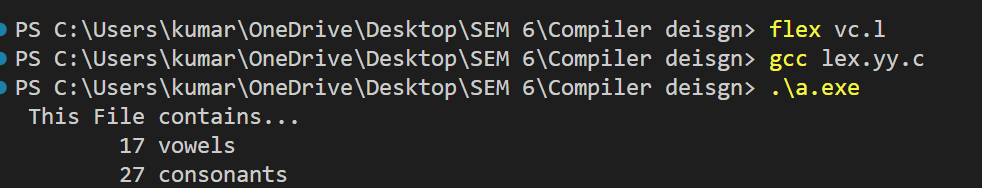 PS C:\Users\kumar\OneDrive\Desktop\SEM 6\Compiler deisgn> flex vc.l
PS C:\Users\kumar\OneDrive\Desktop\SEM 6\Compiler deisgn> gcc lex.yy.c
PS C:\Users\kumar\OneDrive\Desktop\SEM 6\Compiler deisgn> .\a.exe
This File contains...
17 vowels
27 consonants